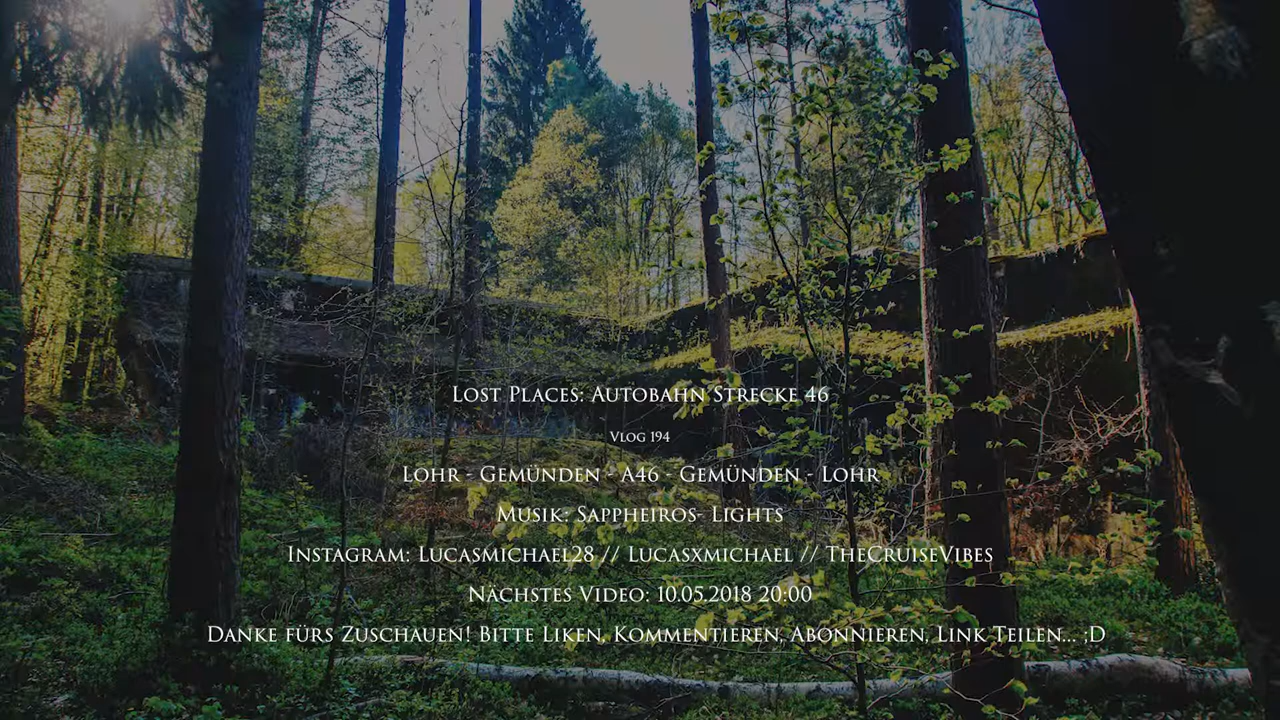 Lost Places: Autobahn Strecke 46
Vlog 194
Lohr - Gemünden - A46 - Gemünden - Lohr
Musik: Sappheiros- Lights
Instagram: Lucasmichael28 // lucasxmichael // TheCruiseVibes
Nächstes Video: 10.05.2018 20:00
Danke fürs Zuschauen! Bitte Liken, Kommentieren, Abonnieren, Link Teilen... ;D